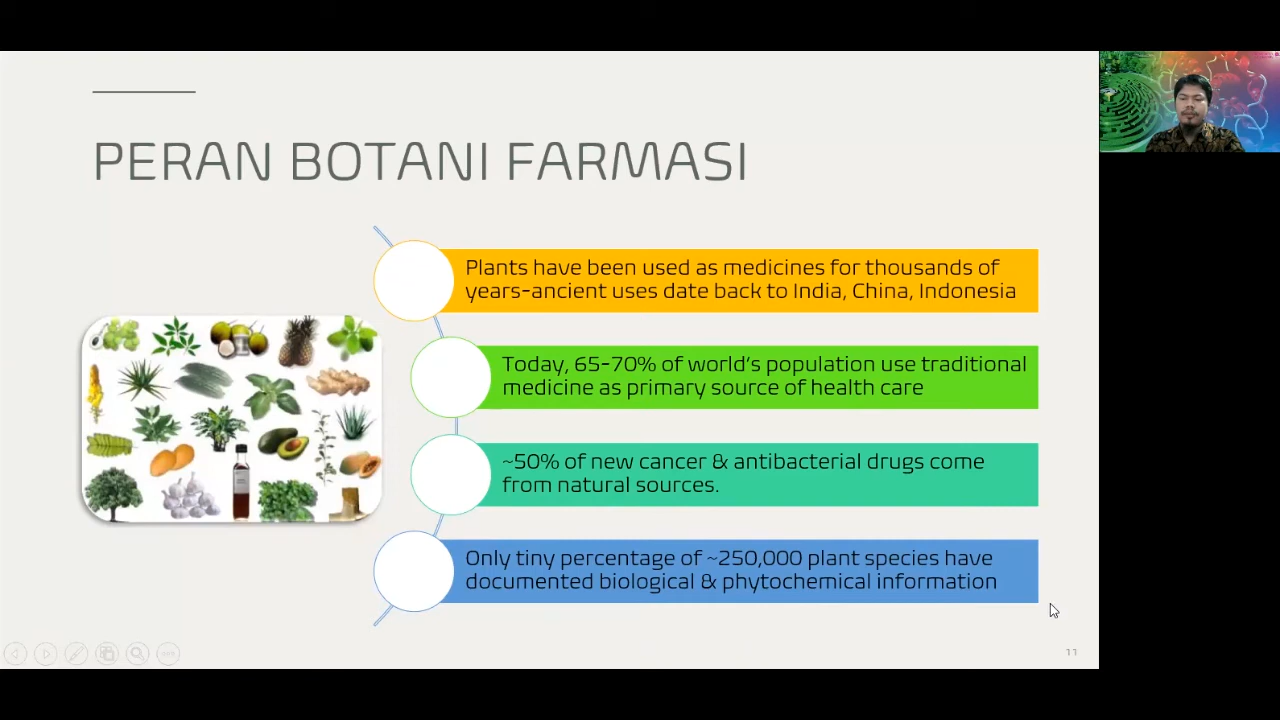 PERAN BOTANI FARMASI
Plants have been used as medicines for thousands of
years-ancient uses date back to India, China, Indonesia
Today, 65-70% of world's population use traditional
medicine as primary source of health care
~50% of new cancer & antibacterial drugs come
from natural sources.
Only tiny percentage of ~250,000 plant species have
documented biological & phytochemical information
11